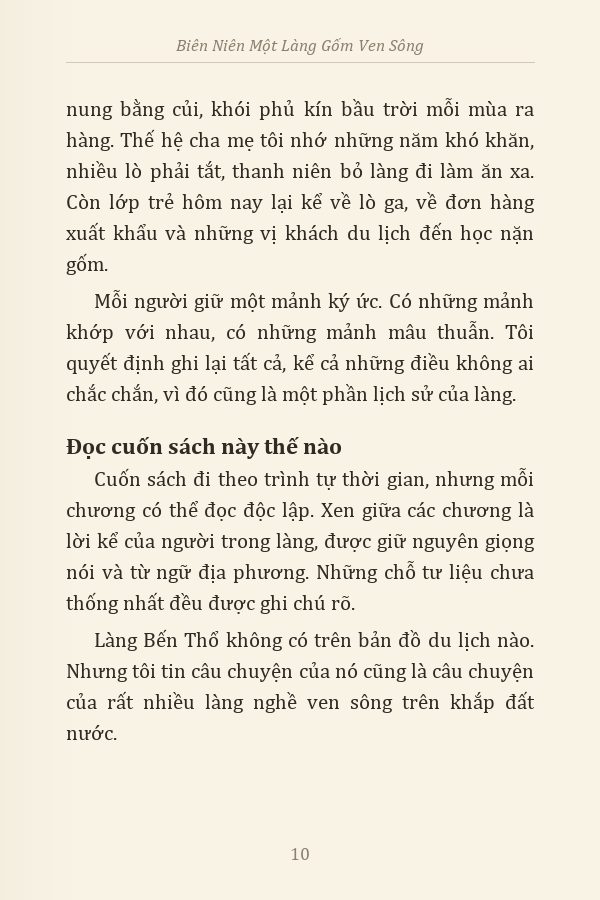 Biên Niên Một Làng Gốm Ven Sông
nung bằng củi, khói phủ kín bầu trời mỗi mùa ra
hàng. Thế hệ cha mẹ tôi nhớ những năm khó khăn,
nhiều lò phải tắt, thanh niên bỏ làng đi làm ăn xa.
Còn lớp trẻ hôm nay lại kể về lò ga, về đơn hàng
xuất khẩu và những vị khách du lịch đến học nặn
gốm.
Mỗi người giữ một mảnh ký ức. Có những mảnh
khớp với nhau, có những mảnh mâu thuẫn. Tôi
quyết định ghi lại tất cả, kể cả những điều không ai
chắc chắn, vì đó cũng là một phần lịch sử của làng.
Đọc cuốn sách này thế nào
Cuốn sách đi theo trình tự thời gian, nhưng mỗi
chương có thể đọc độc lập. Xen giữa các chương là
lời kể của người trong làng, được giữ nguyên giọng
nói và từ ngữ địa phương. Những chỗ tư liệu chưa
thống nhất đều được ghi chú rõ.
Làng Bến Thổ không có trên bản đồ du lịch nào.
Nhưng tôi tin câu chuyện của nó cũng là câu chuyện
của rất nhiều làng nghề ven sông trên khắp đất
nước.
10